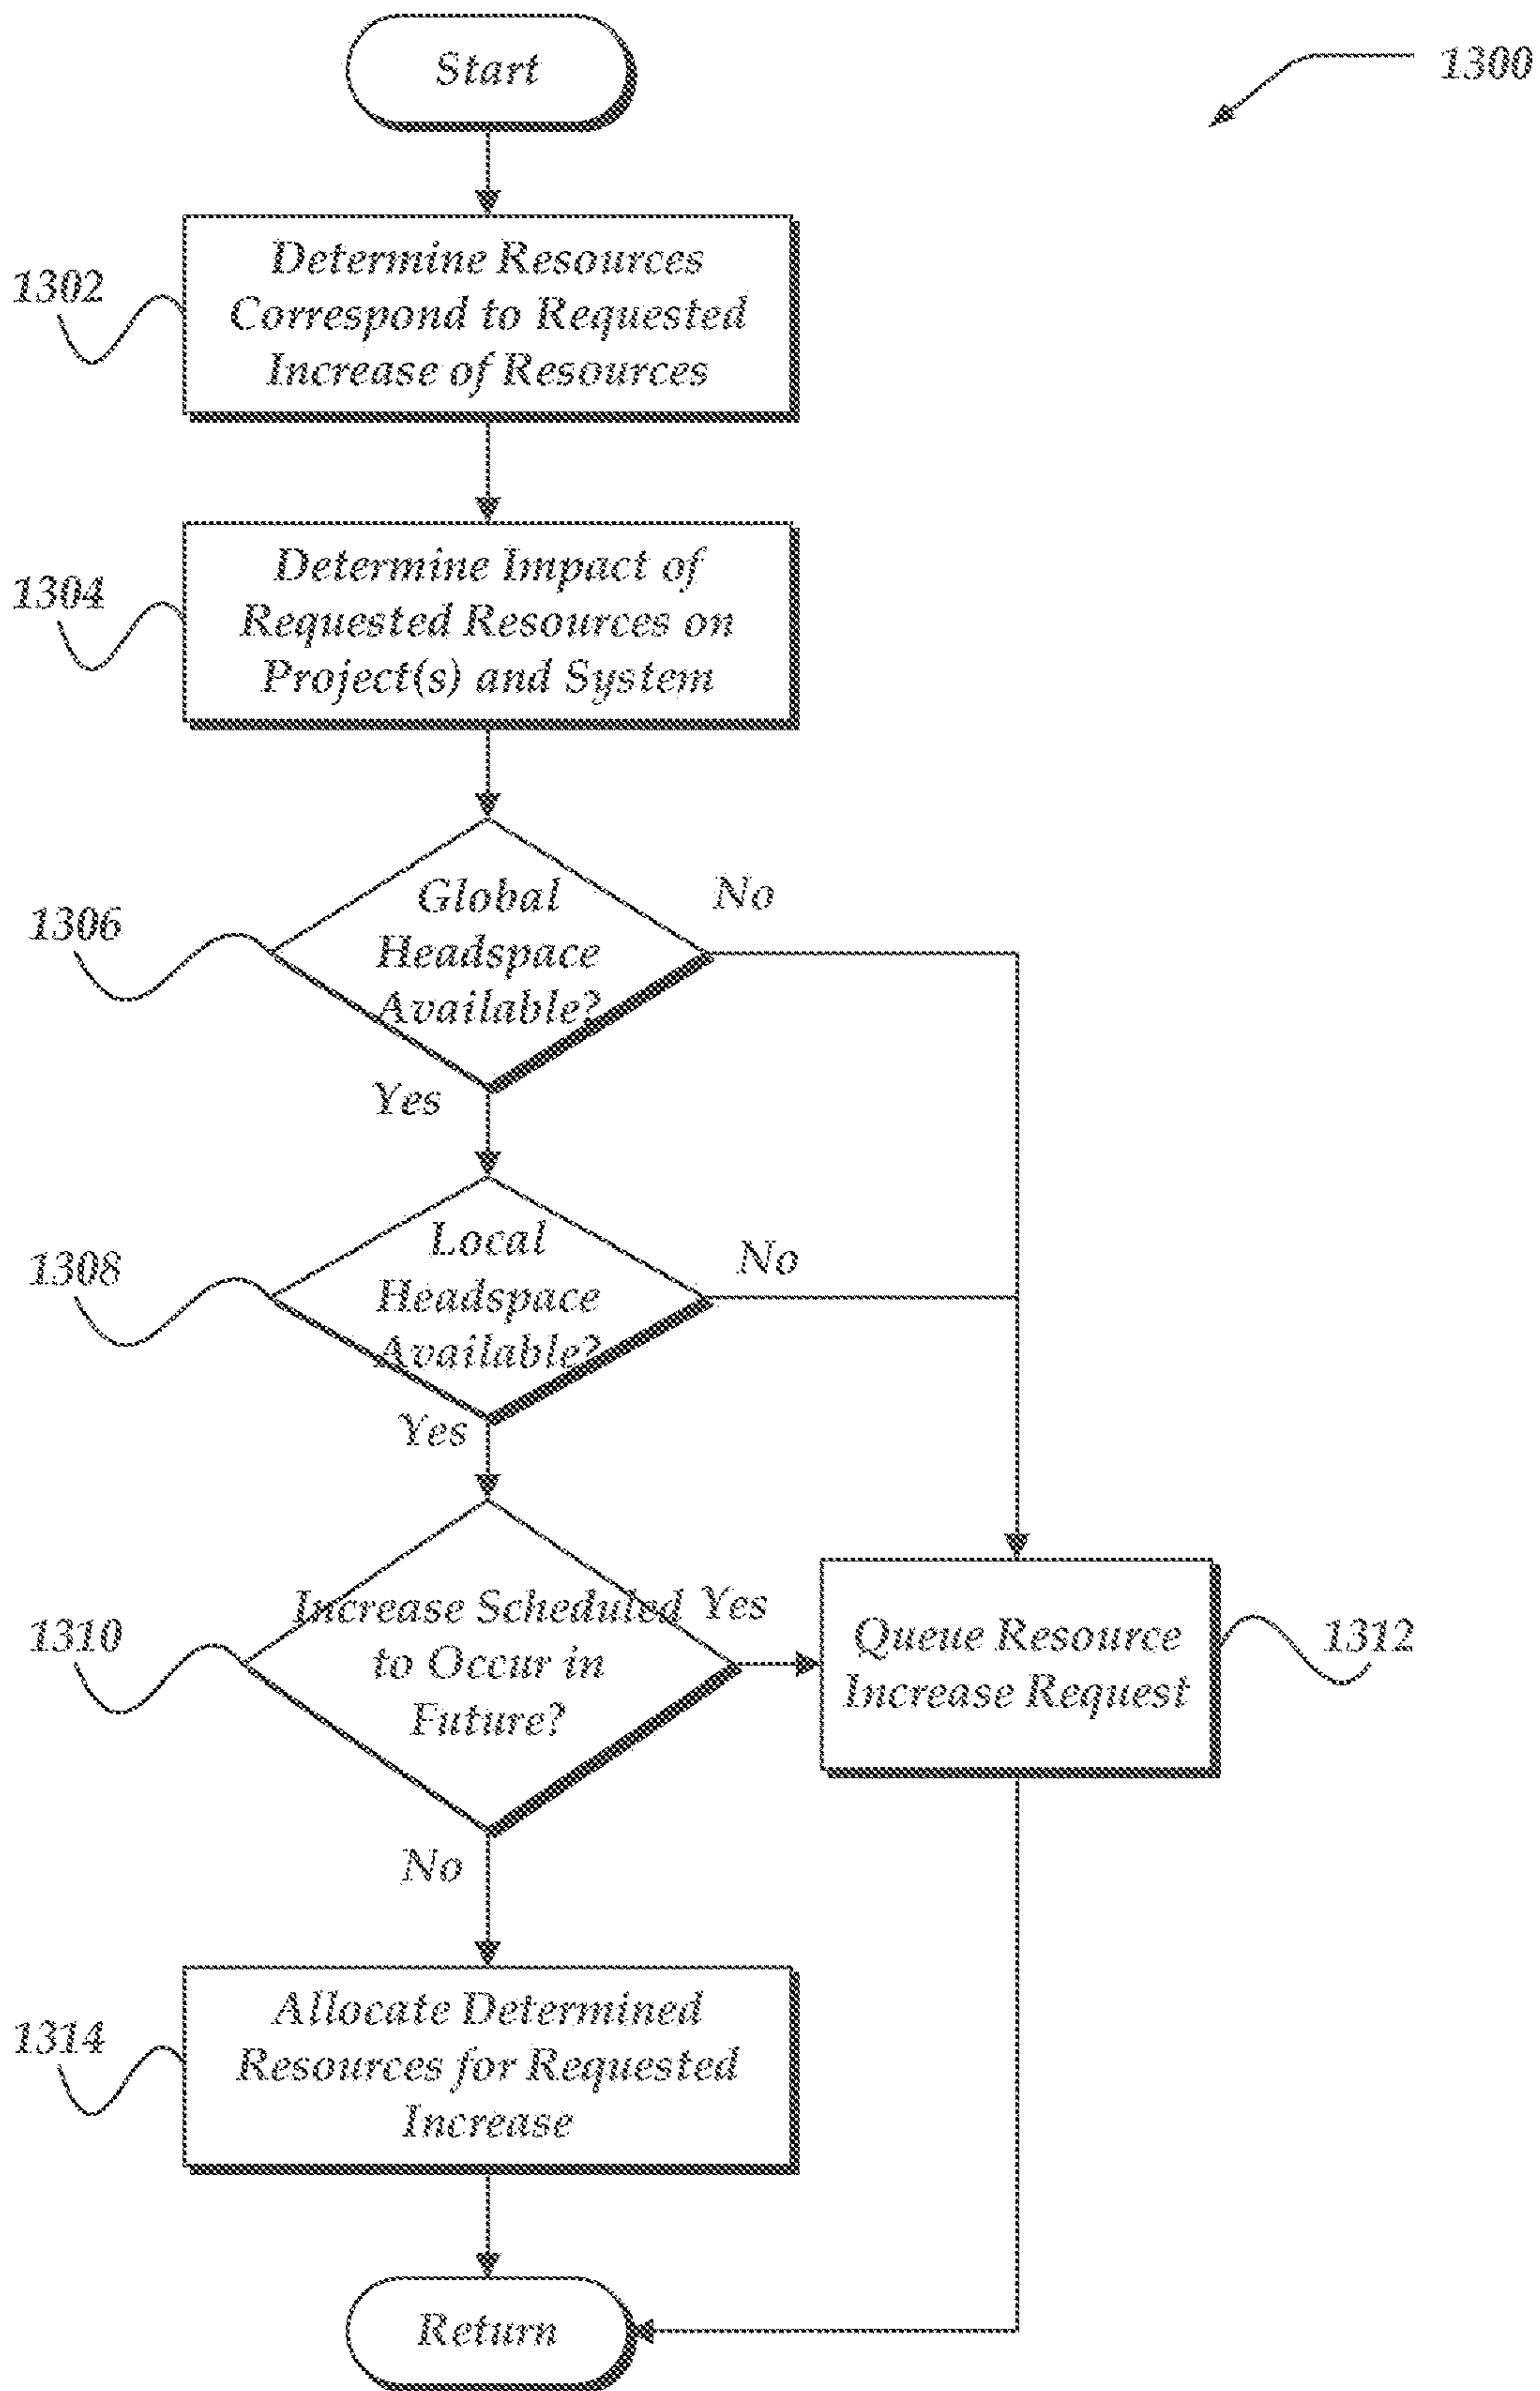 Start
1300
1302
Determine Resources
Correspond to Requested
Increase of Resources
1304
Determine Impact of
Requested Resources on
Project(s) and System
1306
Global
Headspace
Available?
No
Yes
1308
Local
Headspace
Available?
No
Yes
1310
Increase Scheduled
to Occur in
Future?
Yes
Queue Resource
Increase Request
1312
No
1314
Allocate Determined
Resources for Requested
Increase
Return